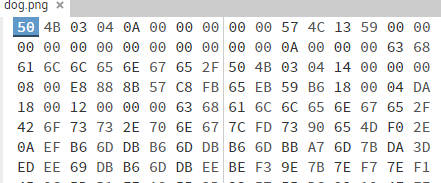 dog.png ×
50 4B 03 04 0A 00 00 00 00 00 57 4C 13 59 00 00
00 00 00 00 00 00 00 00 00 00 0A 00 00 00 63 68
61 6C 6C 65 6E 67 65 2F 50 4B 03 04 14 00 00 00
08 00 E8 88 8B 57 C8 FB 65 EB 59 B6 18 00 04 DA
18 00 12 00 00 00 63 68 61 6C 6C 65 6E 67 65 2F
42 6F 73 73 2E 70 6E 67 7C FD 73 90 65 4D F0 2E
0A EF B6 6D DB B6 6D DB B6 6D BB A7 6D 7B DA 3D
ED EE 69 DB B6 6D DB EE BE F3 9E 7B 7E F7 7E F1